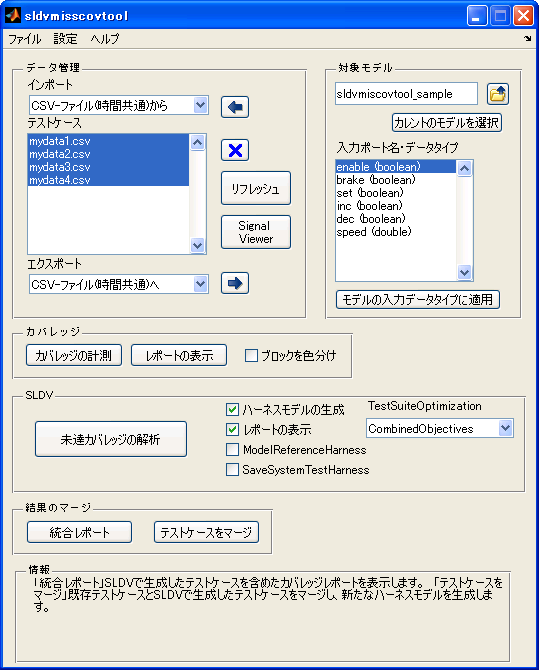 sldvmisscovtool
ファイル 設定 ヘルプ
データ管理
インポート
CSV-ファイル(時間共通)から
テストケース
mydata1.csv
mydata2.csv
mydata3.csv
mydata4.csv
リフレッシュ
Signal
Viewer
エクスポート
CSV-ファイル(時間共通)へ
対象モデル
sldvmiscovtool_sample
カレントのモデルを選択
入力ポート名・データタイプ
enable (boolean)
brake (boolean)
set (boolean)
inc (boolean)
dec (boolean)
speed (double)
モデルの入力データタイプに適用
カバレッジ
カバレッジの計測 レポートの表示 ブロックを色分け
SLDV
未達カバレッジの解析
ハーネスモデルの生成
レポートの表示
ModelReferenceHarness
SaveSystemTestHarness
TestSuiteOptimization
CombinedObjectives
結果のマージ
統合レポート テストケースをマージ
情報
「統合レポート」SLDVで生成したテストケースを含めたカバレッジレポートを表示します。 「テストケースを
マージ」既存テストケースとSLDVで生成したテストケースをマージし、新たなハーネスモデルを生成しま
す。